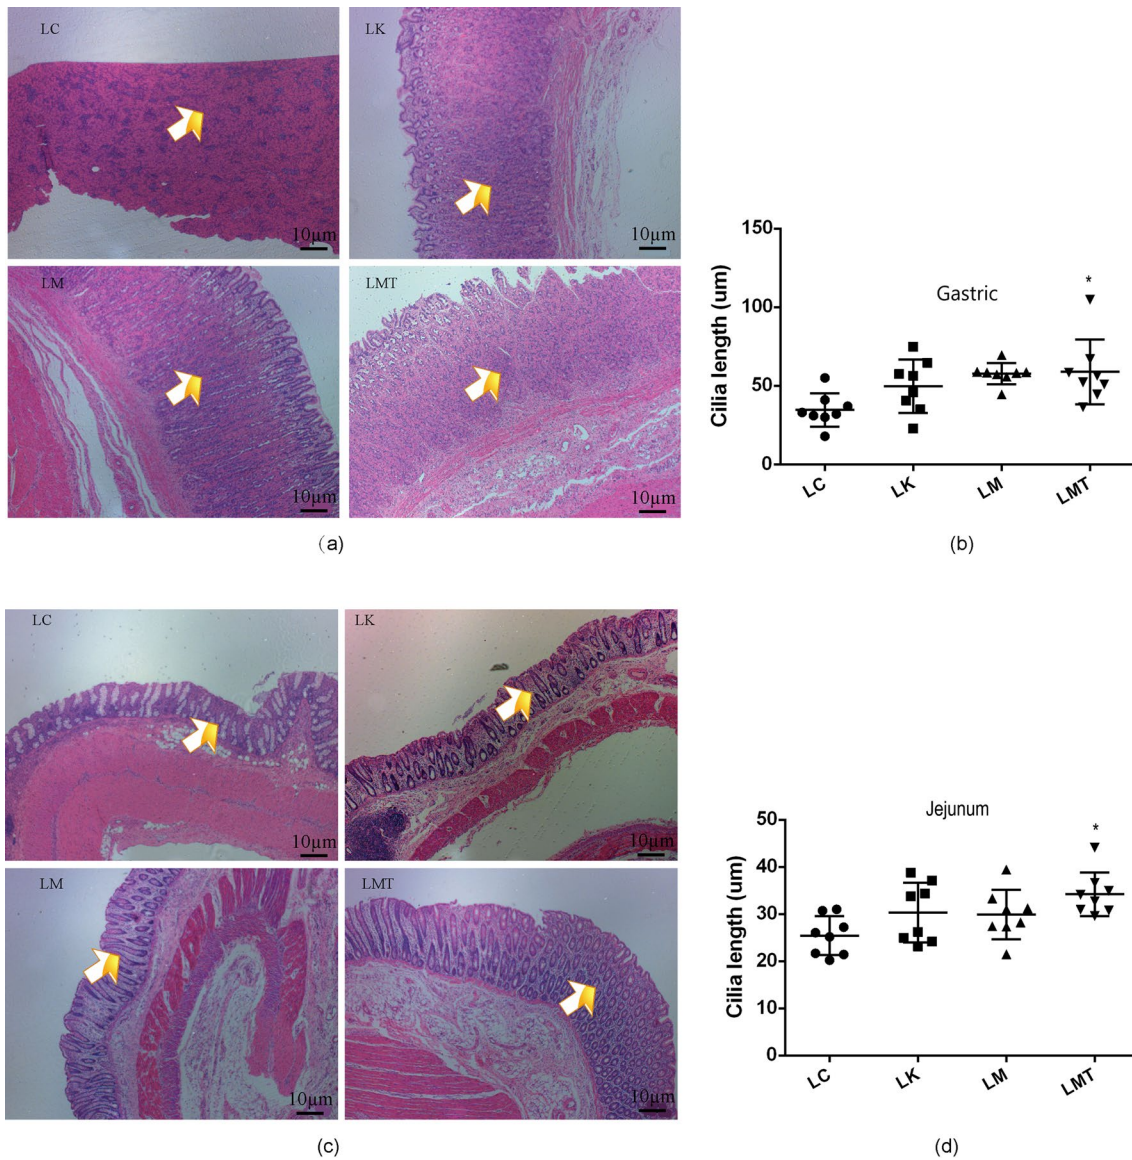 LC
10µm
LK
10µm
LM
10µm
LMT
10µm
(a)
Cilia length (um)
150
100
50
0
Gastric
*
LC
LK
LM
LMT
(b)
LC
10µm
LK
10µm
LM
10µm
LMT
10µm
(c)
Cilia length (um)
50
40
30
20
10
0
Jejunum
*
LC
LK
LM
LMT
(d)